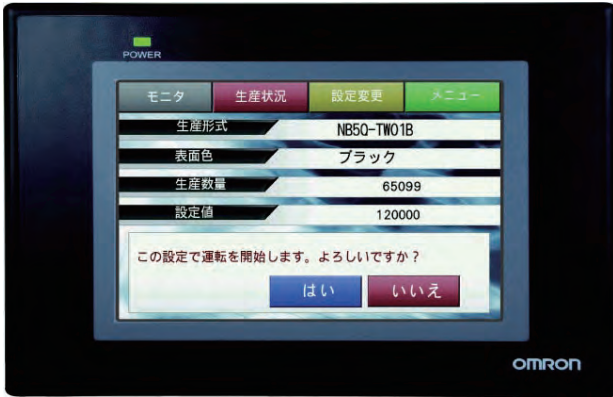 POWER
モニタ 生産状況 設定変更 メニュー
生産形式 NB5Q-TW01B
表面色 ブラック
生産数量 65099
設定値 120000
この設定で運転を開始します。よろしいですか？
はい いいえ
OMRON